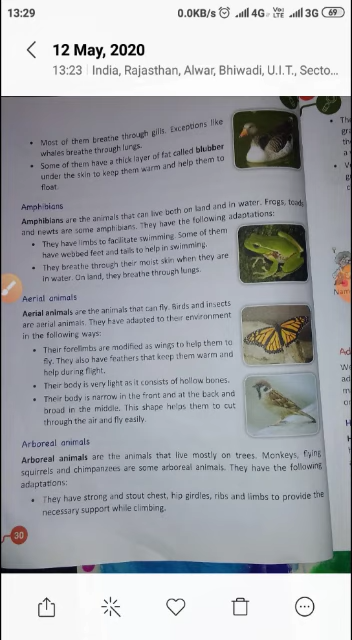 13:29
0.0KB/s 4G VoLTE 3G 69
12 May, 2020
13:23 India, Rajasthan, Alwar, Bhiwadi, U.I.T., Secto...
• Most of them breathe through gills. Exceptions like
whales breathe through lungs.
• Some of them have a thick layer of fat called blubber
under the skin to keep them warm and help them to
float.
Amphibians
Amphibians are the animals that can live both on land and in water. Frogs, toads
and newts are some amphibians. They have the following adaptations:
• They have limbs to facilitate swimming. Some of them
have webbed feet and tails to help in swimming.
• They breathe through their moist skin when they are
in water. On land, they breathe through lungs.
Aerial animals
Aerial animals are the animals that can fly. Birds and insects
are aerial animals. They have adapted to their environment
in the following ways:
• Their forelimbs are modified as wings to help them to
fly. They also have feathers that keep them warm and
help during flight.
• Their body is very light as it consists of hollow bones.
• Their body is narrow in the front and at the back and
broad in the middle. This shape helps them to cut
through the air and fly easily.
Arboreal animals
Arboreal animals are the animals that live mostly on trees. Monkeys, flying
squirrels and chimpanzees are some arboreal animals. They have the following
adaptations:
• They have strong and stout chest, hip girdles, ribs and limbs to provide the
necessary support while climbing.
30